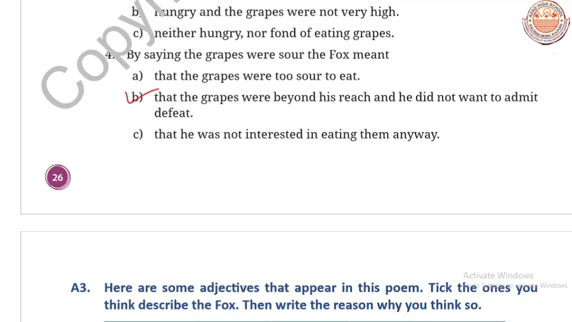 b. hungry and the grapes were not very high.
c) neither hungry, nor fond of eating grapes.
4. By saying the grapes were sour the Fox meant
a) that the grapes were too sour to eat.
b) that the grapes were beyond his reach and he did not want to admit
defeat.
c) that he was not interested in eating them anyway.
Copy
26
Activate Windows
A3. Here are some adjectives that appear in this poem. Tick the ones you
think describe the Fox. Then write the reason why you think so.